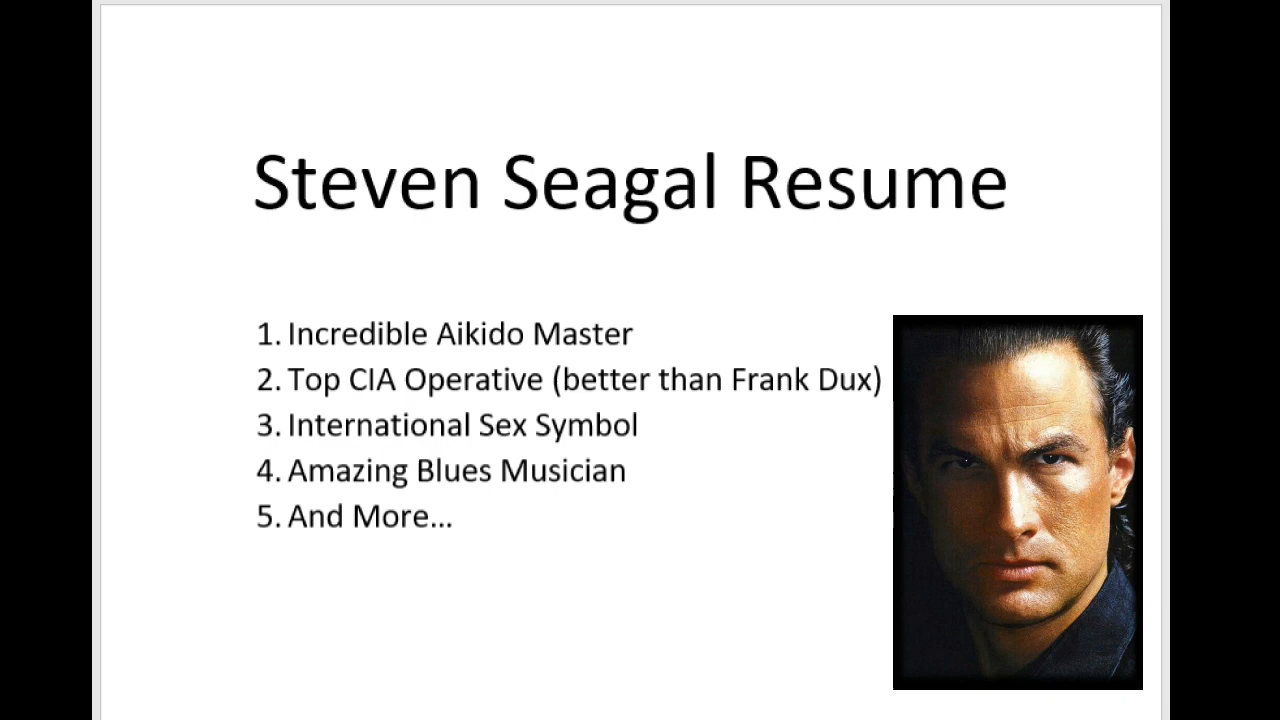 Steven Seagal Resume
1. Incredible Aikido Master
2. Top CIA Operative (better than Frank Dux)
3. International Sex Symbol
4. Amazing Blues Musician
5. And More...